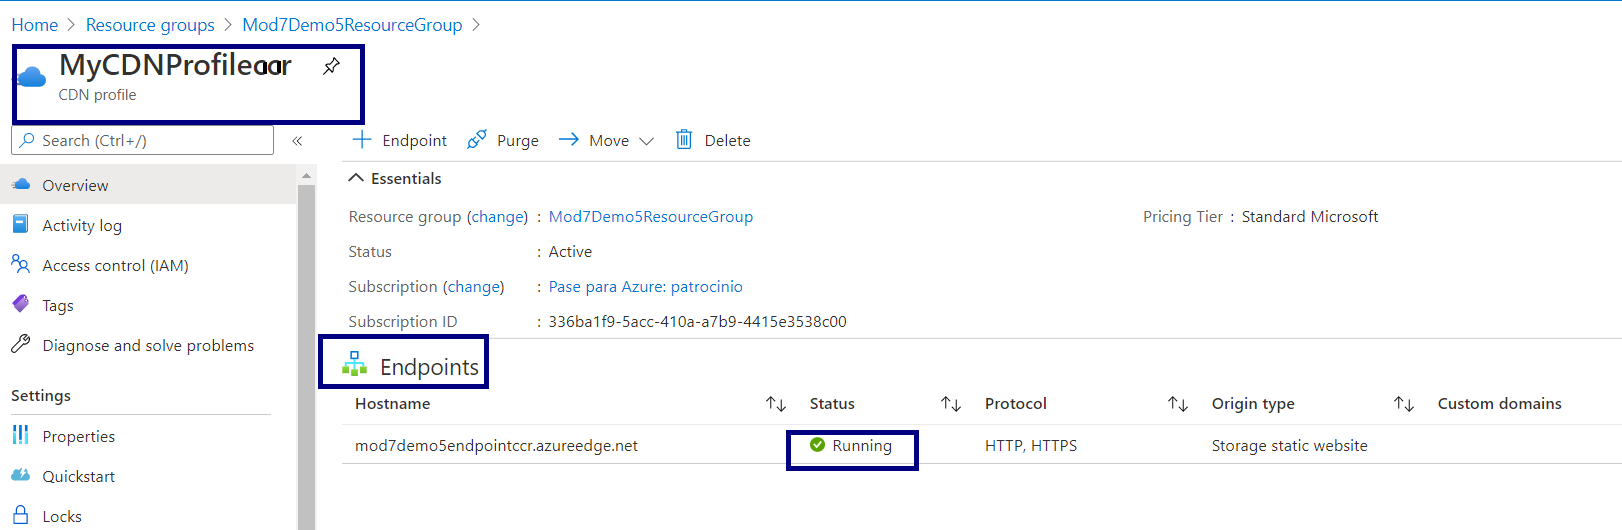 Home > Resource groups > Mod7Demo5ResourceGroup >
MyCDNProfileaar
CDN profile
Search (Ctrl+/) «
Endpoint Purge Move Delete
Overview
Activity log
Access control (IAM)
Tags
Diagnose and solve problems
Settings
Properties
Quickstart
Locks
Essentials
Resource group (change) : Mod7Demo5ResourceGroup
Pricing Tier : Standard Microsoft
Status : Active
Subscription (change) : Pase para Azure: patrocinio
Subscription ID : 336ba1f9-5acc-410a-a7b9-4415e3538c00
Endpoints
Hostname Status Protocol Origin type Custom domains
mod7demo5endpointccr.azureedge.net Running HTTP, HTTPS Storage static website